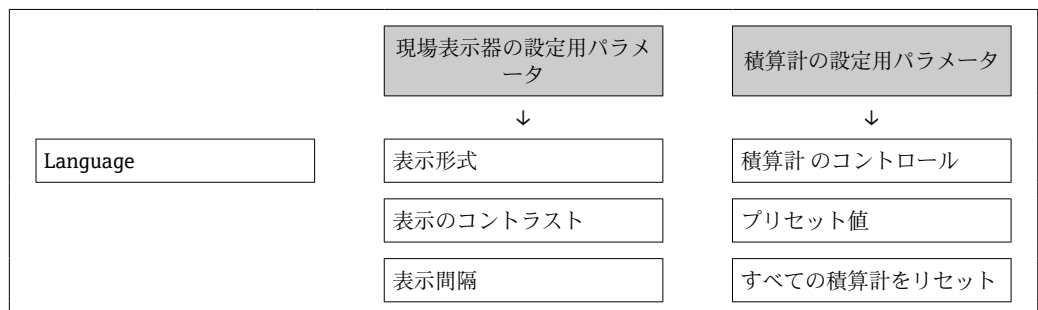 現場表示器の設定用パラメ
ータ
積算計の設定用パラメータ
↓
↓
Language
表示形式
積算計 のコントロール
表示のコントラスト
プリセット値
表示間隔
すべての積算計をリセット